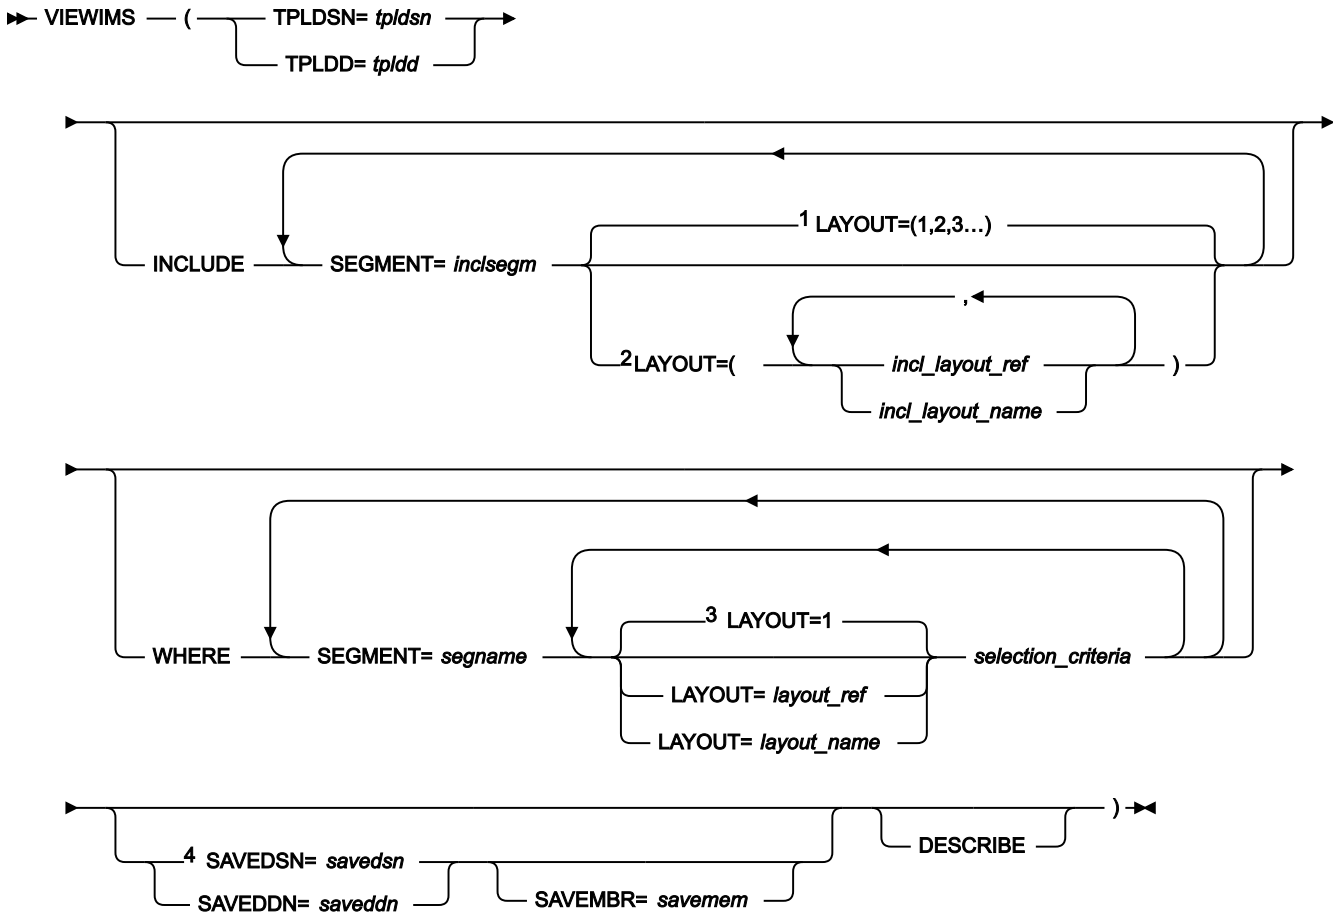 VIEWIMS ( TPLDSN= tpldsn
TPLDD= tpldd
1 LAYOUT=(1,2,3...)
INCLUDE SEGMENT= inclsegm
,
2 LAYOUT=( incl_layout_ref )
incl_layout_name
3 LAYOUT=1
WHERE SEGMENT= segname selection_criteria
LAYOUT= layout_ref
LAYOUT= layout_name
)
DESCRIBE
4 SAVEDSN= savedsn
SAVEDDN= saveddn SAVEMBR= savemem